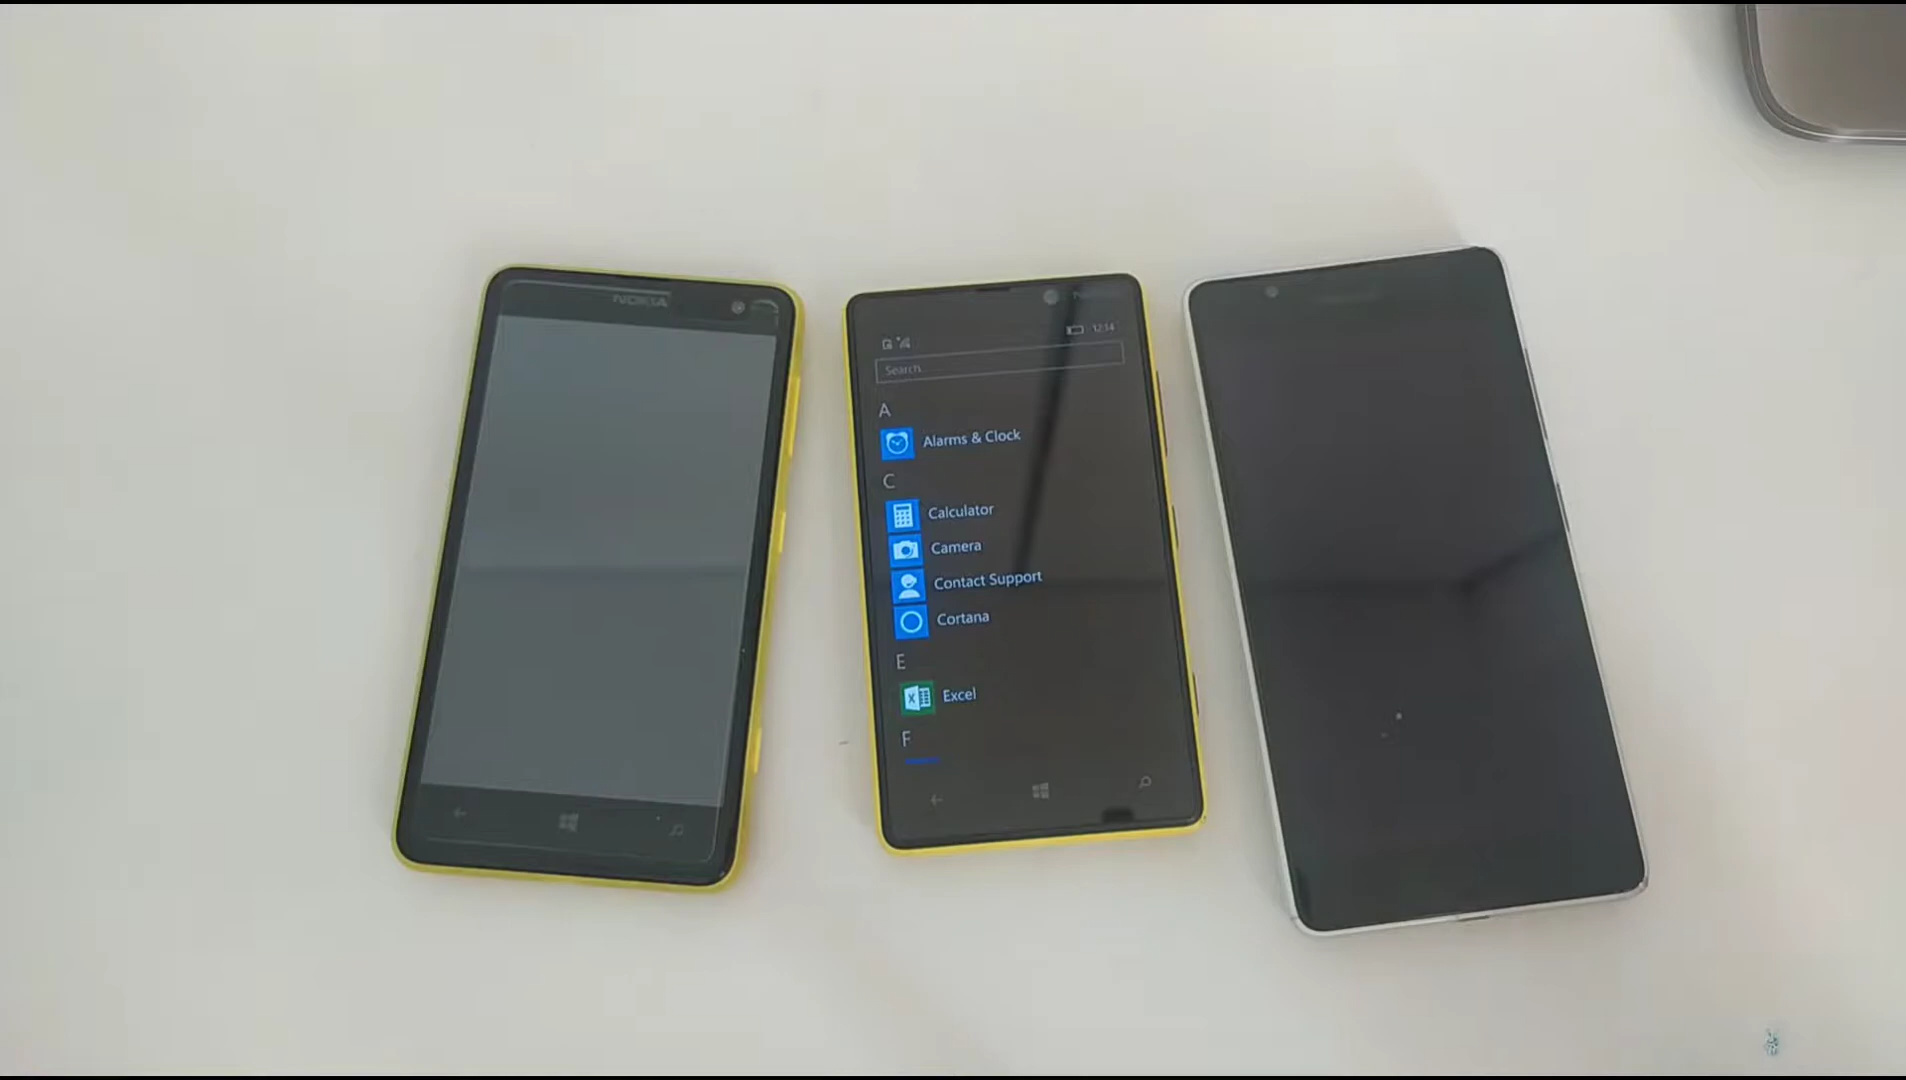 NOKIA
12:14
Search
A
Alarms & Clock
C
Calculator
Camera
Contact Support
Cortana
E
Excel
F